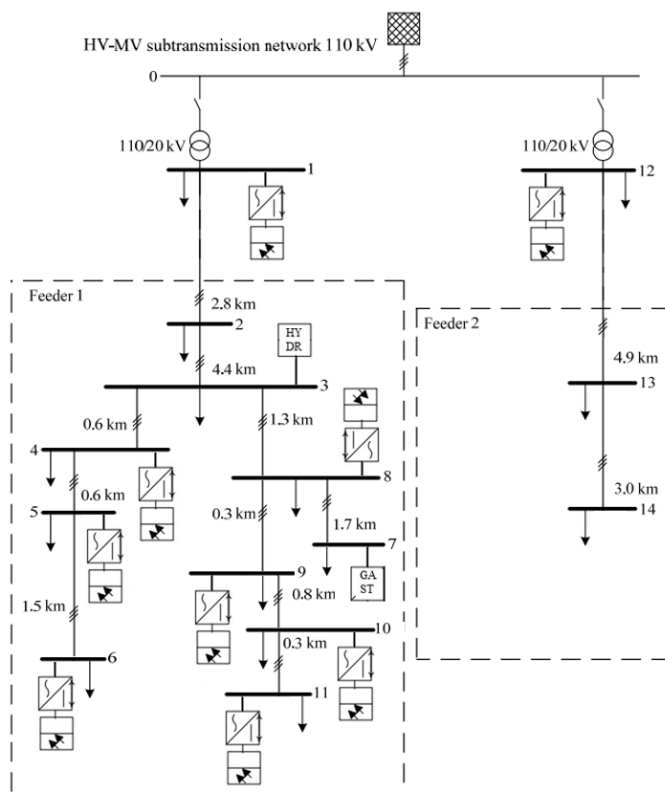 HV-MV subtransmission network 110 kV
0
110/20 kV
110/20 kV
1
12
Feeder 1
2.8 km
2
HY
DR
Feeder 2
4.4 km
3
4.9 km
13
0.6 km
1.3 km
4
8
0.6 km
3.0 km
5
0.3 km
1.7 km
14
7
9
GA
ST
1.5 km
0.8 km
10
6
0.3 km
11